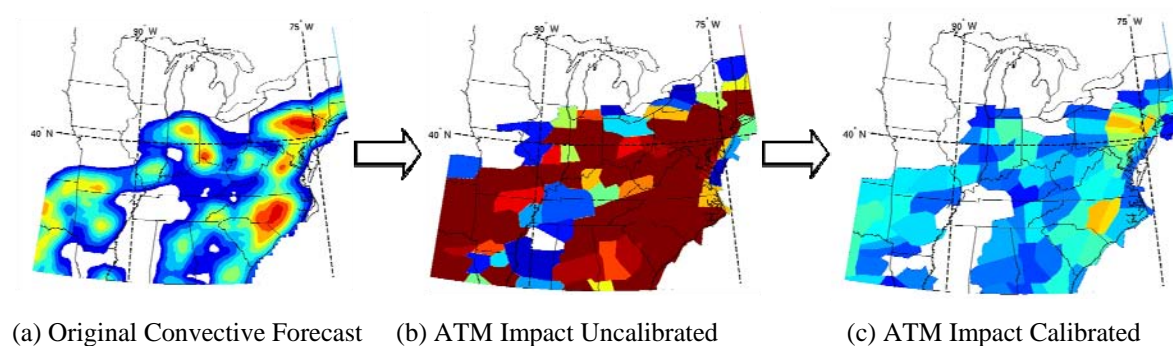 90° W
75° W
40° N
90° W
75° W
40° N
90° W
75° W
40° N
(a) Original Convective Forecast
(b) ATM Impact Uncalibrated
(c) ATM Impact Calibrated